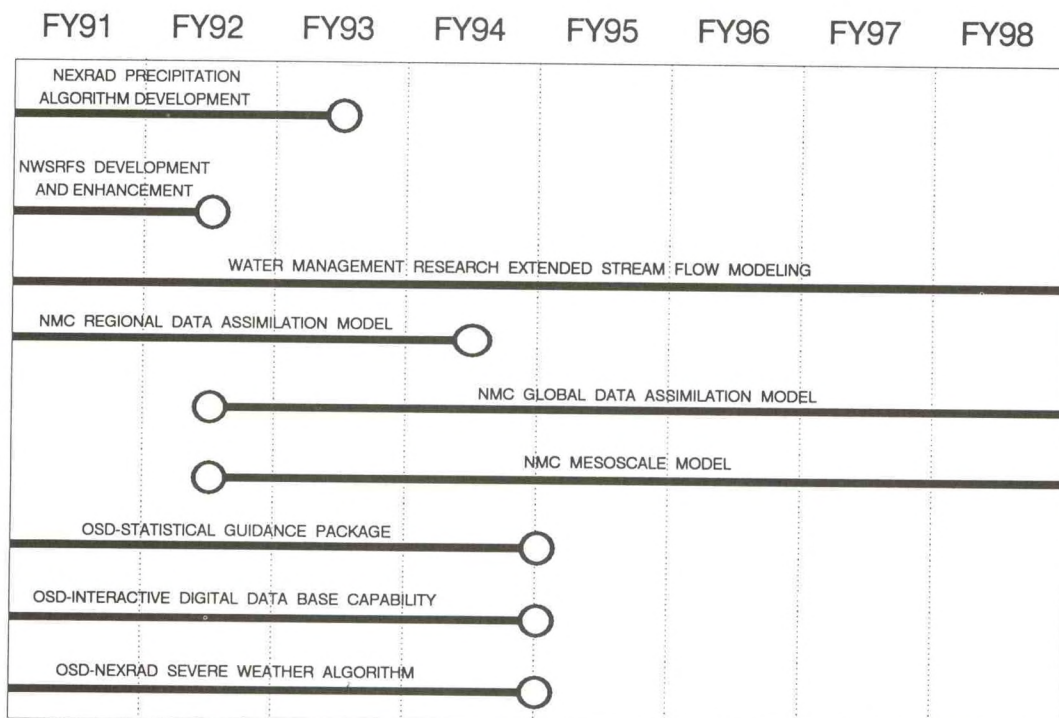 FY91 FY92 FY93 FY94 FY95 FY96 FY97 FY98
NEXRAD PRECIPITATION
ALGORITHM DEVELOPMENT
NWSRFS DEVELOPMENT
AND ENHANCEMENT
WATER MANAGEMENT RESEARCH EXTENDED STREAM FLOW MODELING
NMC REGIONAL DATA ASSIMILATION MODEL
NMC GLOBAL DATA ASSIMILATION MODEL
NMC MESOSCALE MODEL
OSD-STATISTICAL GUIDANCE PACKAGE
OSD-INTERACTIVE DIGITAL DATA BASE CAPABILITY
OSD-NEXRAD SEVERE WEATHER ALGORITHM